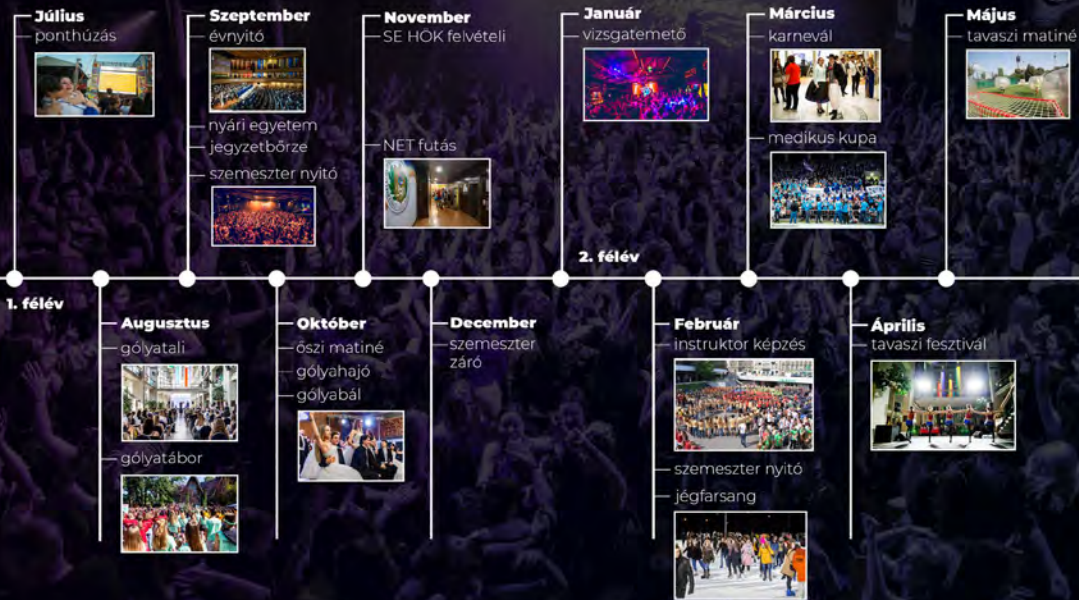 Július
ponthúzás
Szeptember
évnyitó
nyári egyetem
jegyzetbőrze
szemeszter nyitó
November
SE HÖK felvételi
NET futás
Január
vizsgatemető
Március
karnevál
medikus kupa
Május
tavaszi matiné
2. félév
1. félév
Augusztus
gólyatali
gólyatábor
Október
őszi matiné
gólyahajó
gólyabál
December
szemeszter
záró
Február
instruktor képzés
szemeszter nyitó
jégfarsang
Április
tavaszi fesztivál